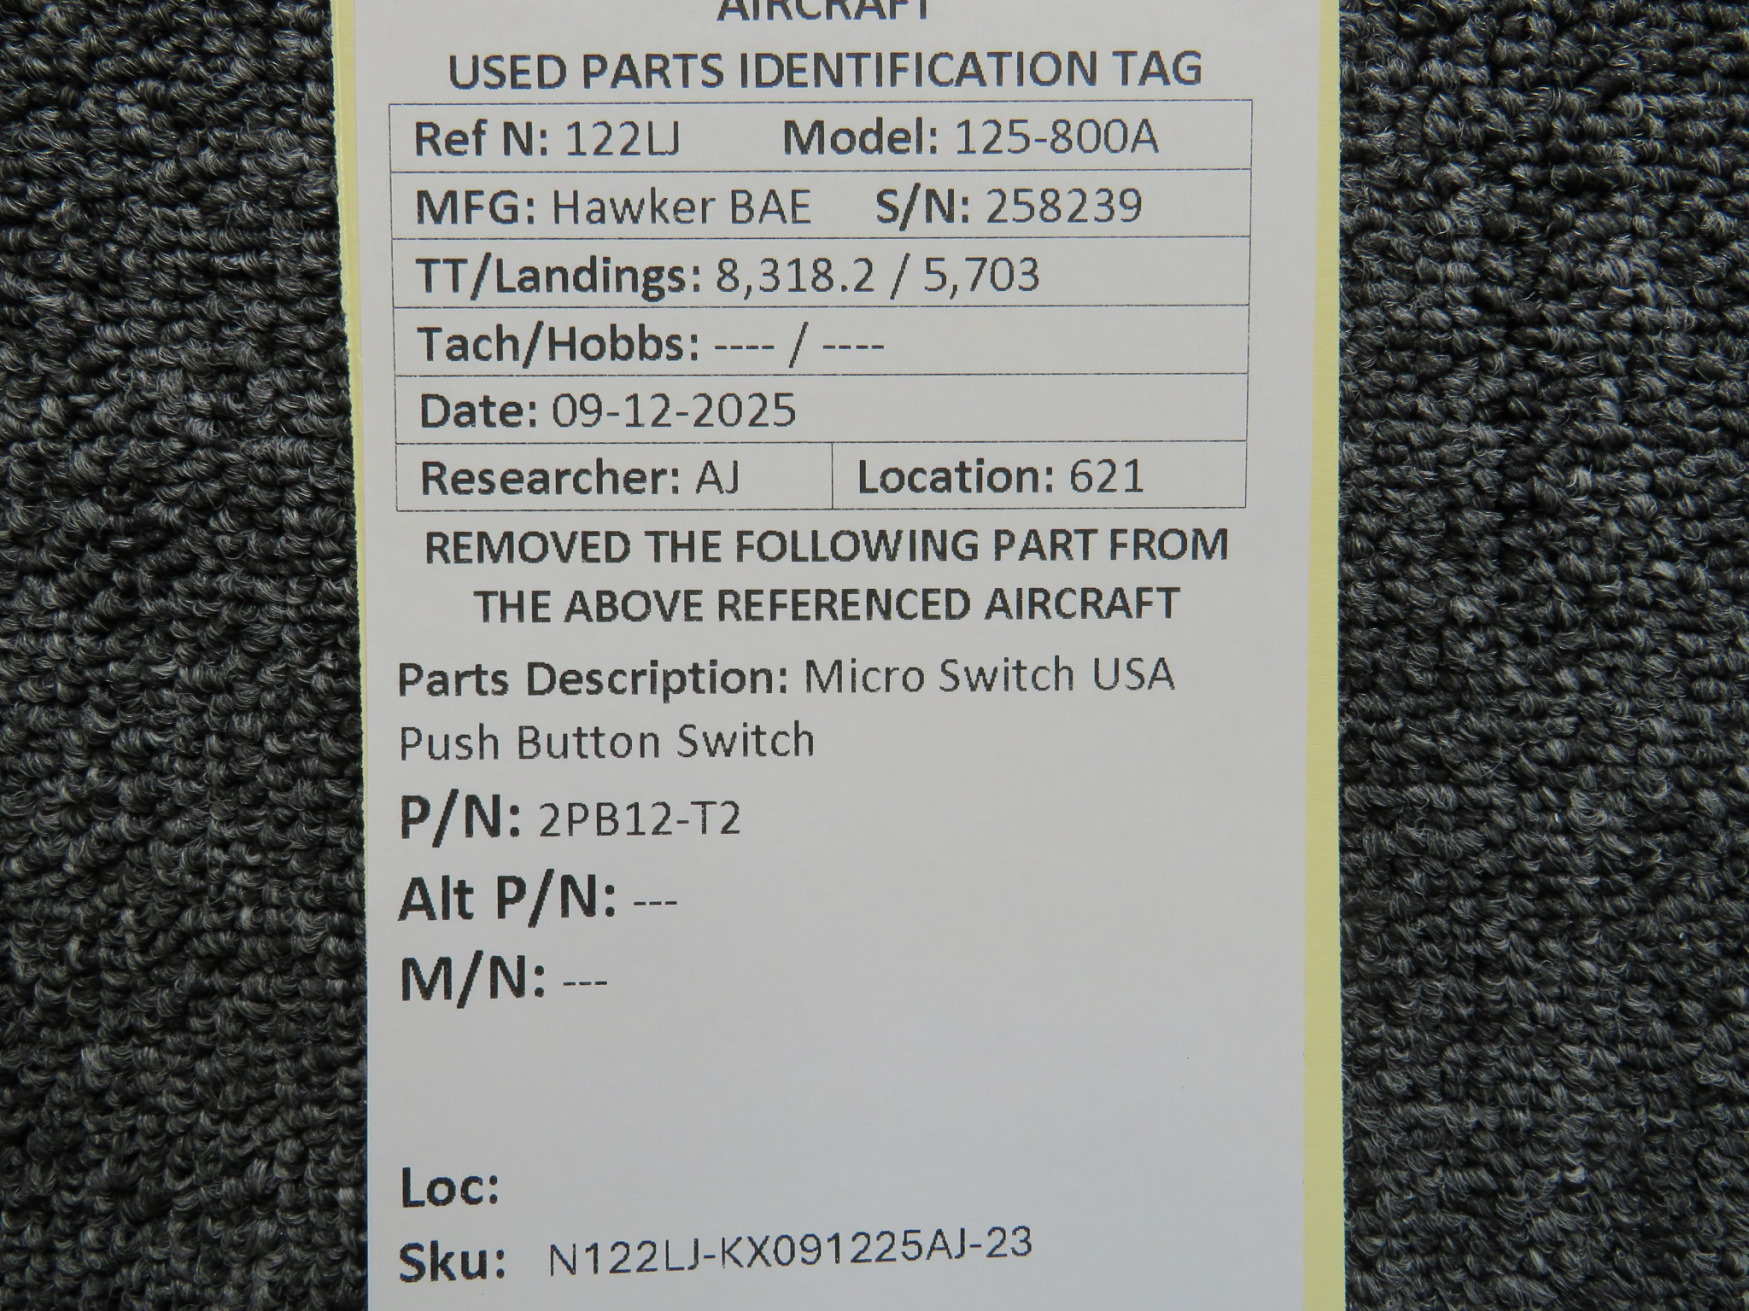 AIRCRAFT
USED PARTS IDENTIFICATION TAG
Ref N: 122LJ Model: 125-800A
MFG: Hawker BAE S/N: 258239
TT/Landings: 8,318.2 / 5,703
Tach/Hobbs: ---- / ----
Date: 09-12-2025
Researcher: AJ Location: 621
REMOVED THE FOLLOWING PART FROM
THE ABOVE REFERENCED AIRCRAFT
Parts Description: Micro Switch USA
Push Button Switch
P/N: 2PB12-T2
Alt P/N: ---
M/N: ---
Loc:
Sku: N122LJ-KX091225AJ-23